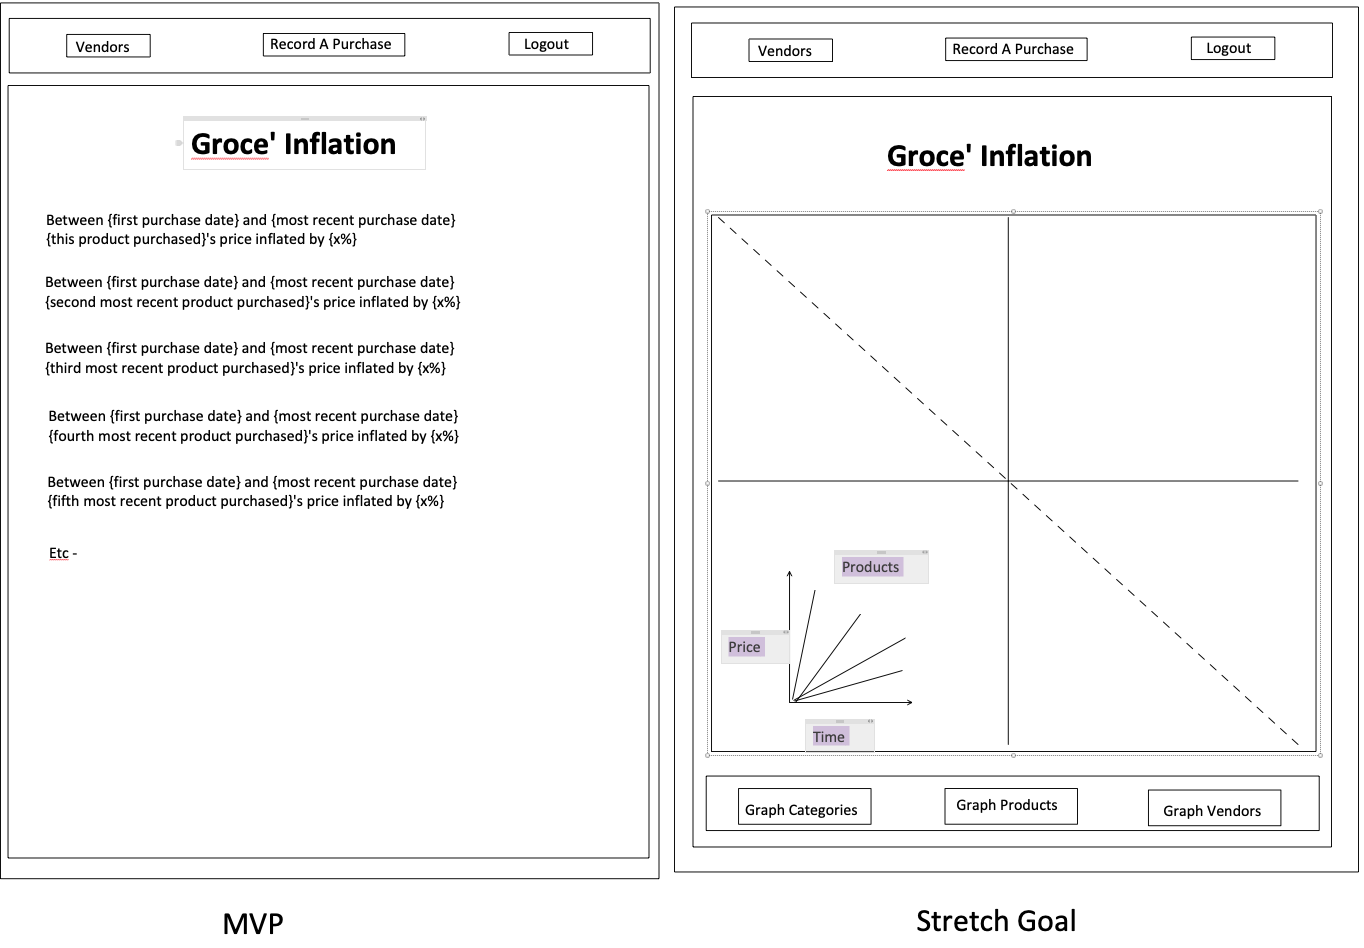 Vendors
Record A Purchase
Logout
Groce' Inflation
Between {first purchase date} and {most recent purchase date}
{this product purchased}'s price inflated by {x%}
Between {first purchase date} and {most recent purchase date}
{second most recent product purchased}'s price inflated by {x%}
Between {first purchase date} and {most recent purchase date}
{third most recent product purchased}'s price inflated by {x%}
Between {first purchase date} and {most recent purchase date}
{fourth most recent product purchased}'s price inflated by {x%}
Between {first purchase date} and {most recent purchase date}
{fifth most recent product purchased}'s price inflated by {x%}
Etc -
MVP
Vendors
Record A Purchase
Logout
Groce' Inflation
Products
Price
Time
Graph Categories
Graph Products
Graph Vendors
Stretch Goal